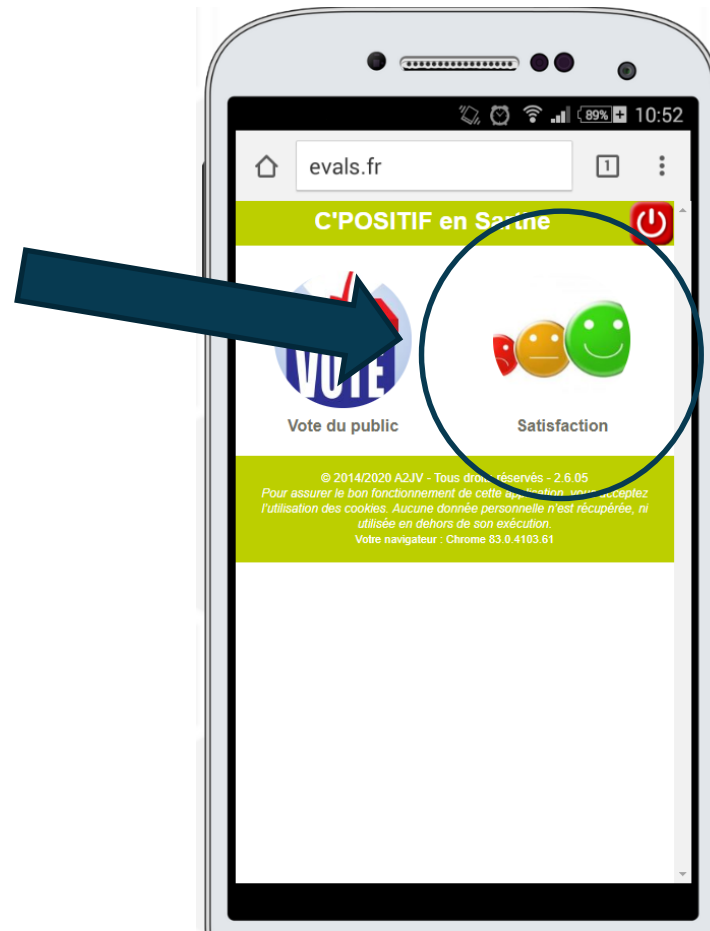 89% 10:52
evals.fr 1
C'POSITIF en Sarthe
VOTE
Vote du public
Satisfaction
© 2014/2020 A2JV - Tous droits réservés - 2.6.05
Pour assurer le bon fonctionnement de cette application, vous acceptez
l'utilisation des cookies. Aucune donnée personnelle n'est récupérée, ni
utilisée en dehors de son exécution.
Votre navigateur : Chrome 83.0.4103.61